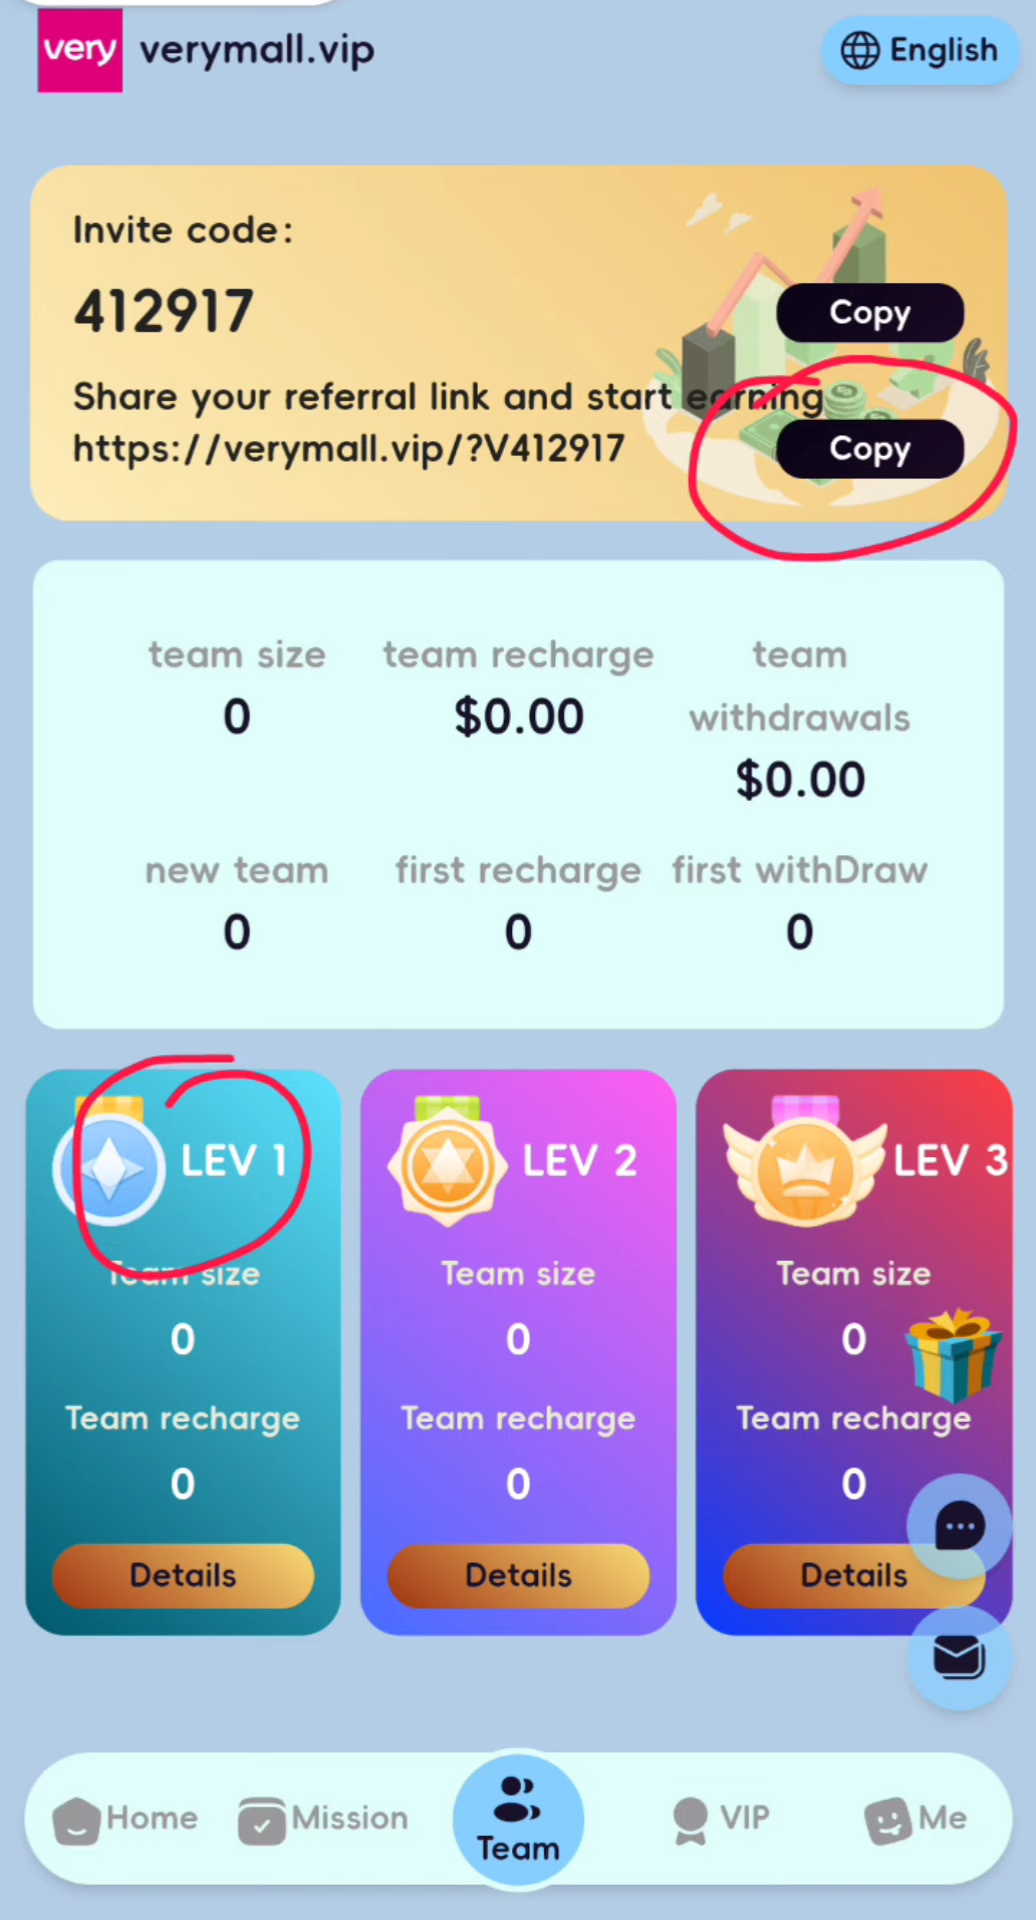 very verymall.vip English
Invite code:
412917
Copy
Share your referral link and start earning
https://verymall.vip/?V412917
Copy
team size
0
team recharge
$0.00
team
withdrawals
$0.00
new team
0
first recharge
0
first withDraw
0
LEV 1
Team size
0
Team recharge
0
Details
LEV 2
Team size
0
Team recharge
0
Details
LEV 3
Team size
0
Team recharge
0
Details
Home
Mission
Team
VIP
Me